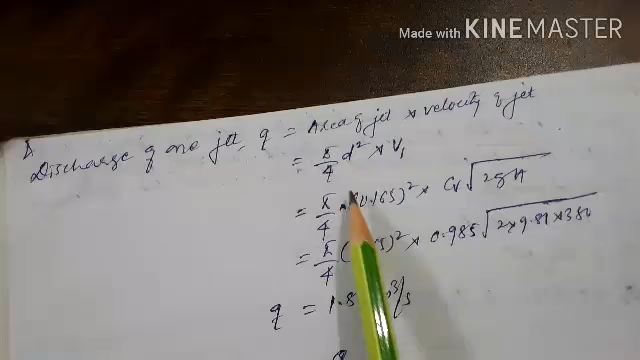 Made with KINEMASTER
Discharge of one jet, q = Area of jet × velocity of jet
= π/4 d² × V₁
= π/4 × (0.165)² × Cv √2gH
= π/4 ( )² × 0.985 √2×9.81×380
q = 1.8 m³/s